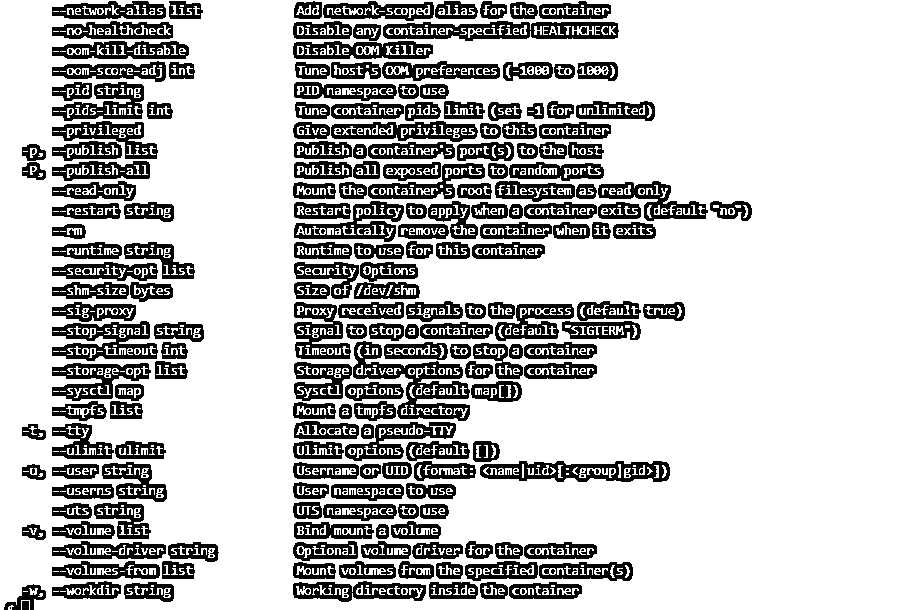 --network-alias list Add network-scoped alias for the container
--no-healthcheck Disable any container-specified HEALTHCHECK
--oom-kill-disable Disable OOM Killer
--oom-score-adj int Tune host's OOM preferences (-1000 to 1000)
--pid string PID namespace to use
--pids-limit int Tune container pids limit (set -1 for unlimited)
--privileged Give extended privileges to this container
-p, --publish list Publish a container's port(s) to the host
-P, --publish-all Publish all exposed ports to random ports
--read-only Mount the container's root filesystem as read only
--restart string Restart policy to apply when a container exits (default "no")
--rm Automatically remove the container when it exits
--runtime string Runtime to use for this container
--security-opt list Security Options
--shm-size bytes Size of /dev/shm
--sig-proxy Proxy received signals to the process (default true)
--stop-signal string Signal to stop a container (default "SIGTERM")
--stop-timeout int Timeout (in seconds) to stop a container
--storage-opt list Storage driver options for the container
--sysctl map Sysctl options (default map[])
--tmpfs list Mount a tmpfs directory
-t, --tty Allocate a pseudo-TTY
--ulimit ulimit Ulimit options (default [])
-u, --user string Username or UID (format: <name|uid>[:<group|gid>])
--userns string User namespace to use
--uts string UTS namespace to use
-v, --volume list Bind mount a volume
--volume-driver string Optional volume driver for the container
--volumes-from list Mount volumes from the specified container(s)
-w, --workdir string Working directory inside the container